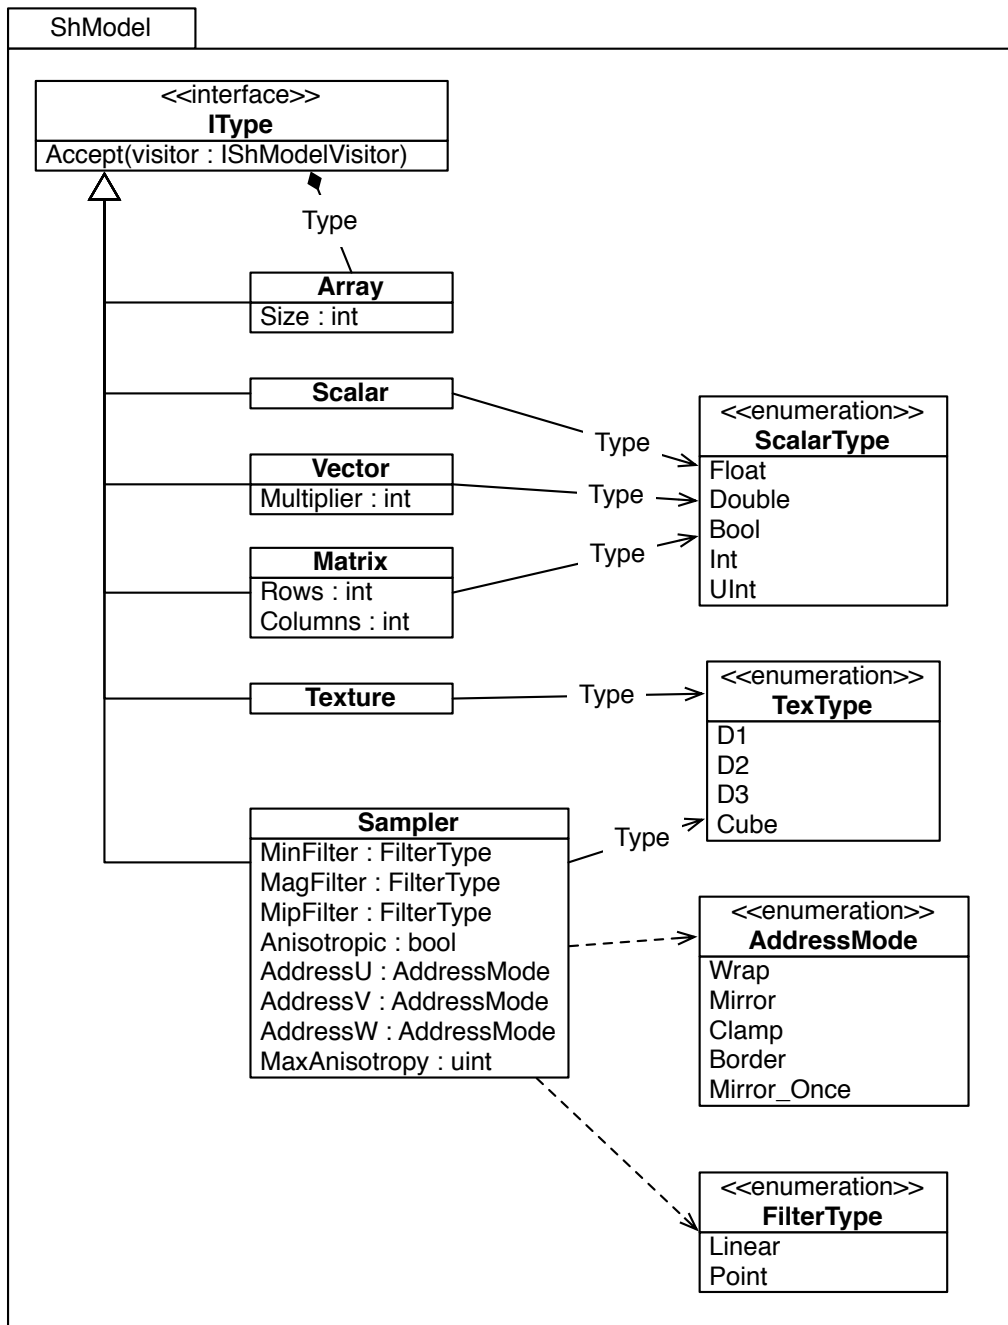 ShModel
<<interface>>
IType
Accept(visitor : IShModelVisitor)
Type
Array
Size : int
Scalar
Type
Vector
Multiplier : int
Type
Matrix
Rows : int
Columns : int
Type
<<enumeration>>
ScalarType
Float
Double
Bool
Int
UInt
Texture
Type
<<enumeration>>
TexType
D1
D2
D3
Cube
Sampler
MinFilter : FilterType
MagFilter : FilterType
MipFilter : FilterType
Anisotropic : bool
AddressU : AddressMode
AddressV : AddressMode
AddressW : AddressMode
MaxAnisotropy : uint
Type
<<enumeration>>
AddressMode
Wrap
Mirror
Clamp
Border
Mirror_Once
<<enumeration>>
FilterType
Linear
Point